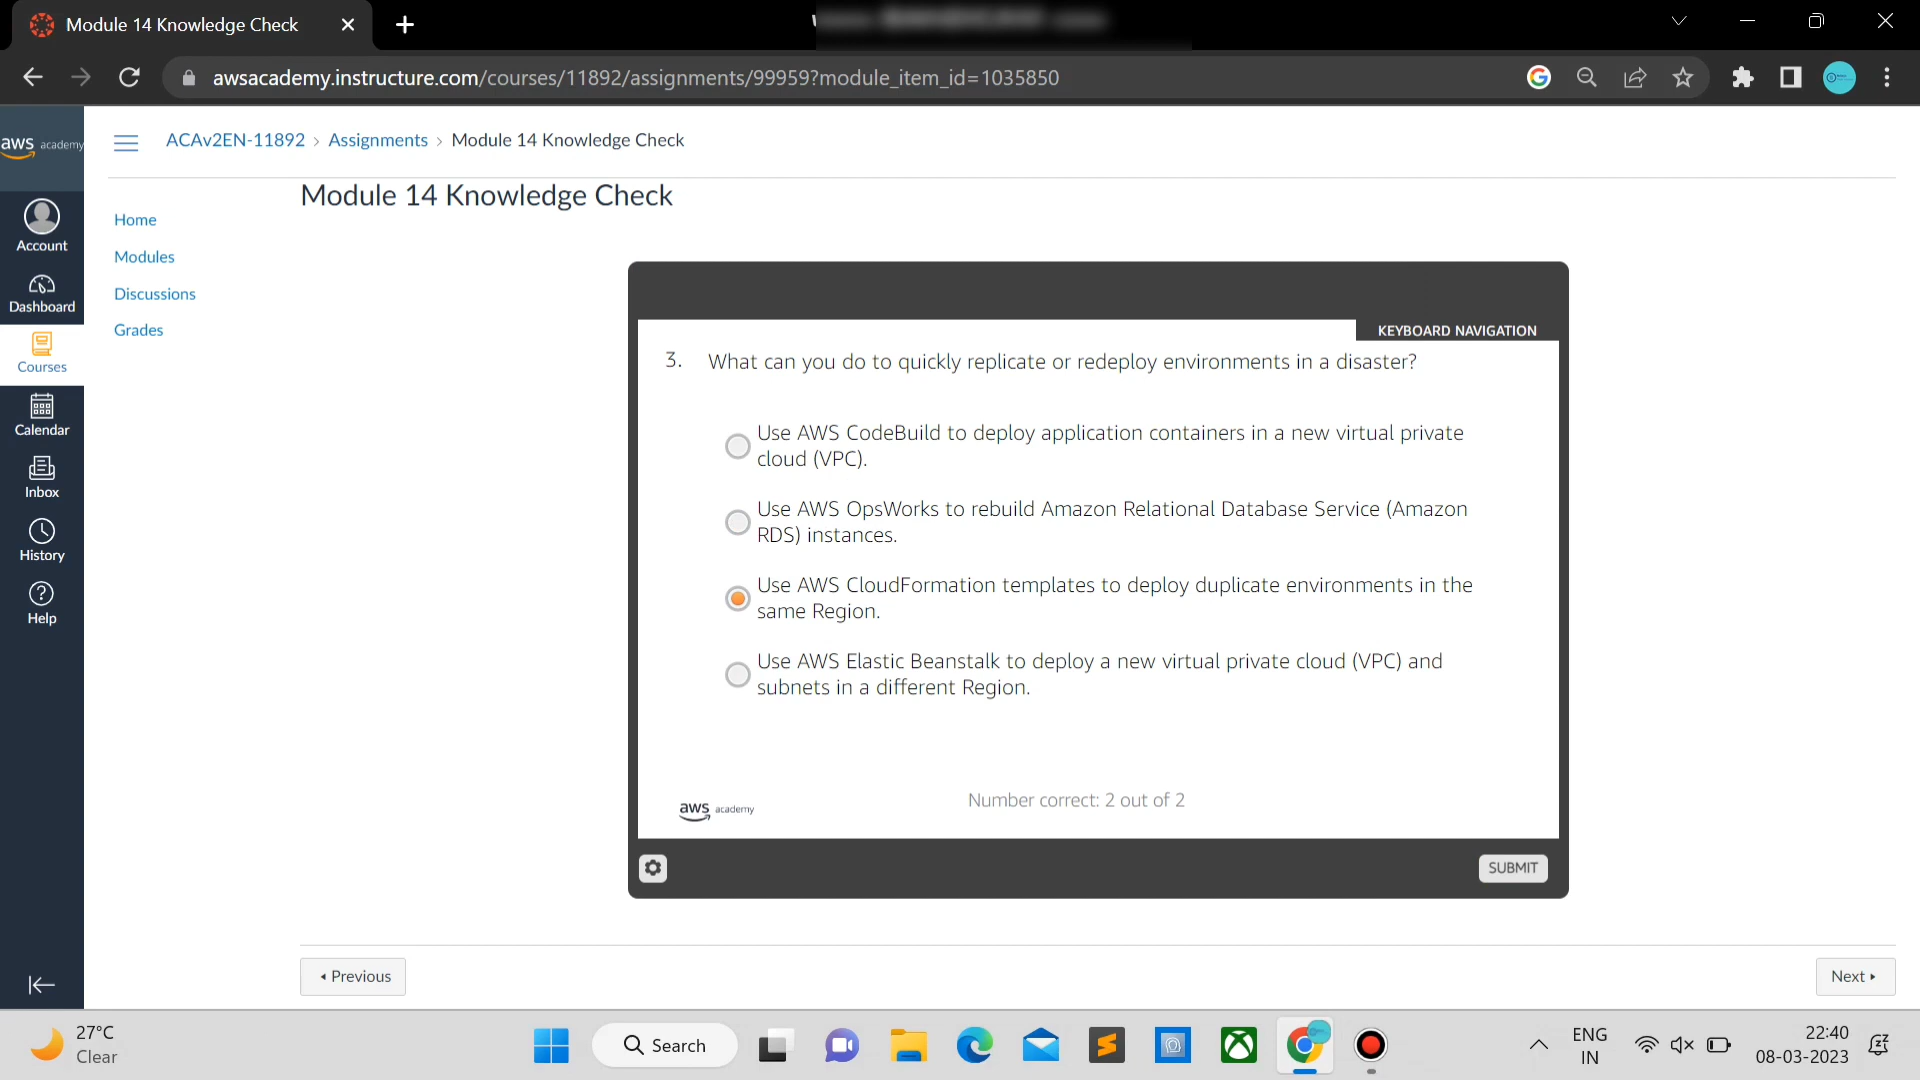 Module 14 Knowledge Check
awsacademy.instructure.com/courses/11892/assignments/99959?module_item_id=1035850
aws academy
ACAv2EN-11892 › Assignments › Module 14 Knowledge Check
Module 14 Knowledge Check
Account
Dashboard
Courses
Calendar
Inbox
History
Help
Home
Modules
Discussions
Grades
KEYBOARD NAVIGATION
3. What can you do to quickly replicate or redeploy environments in a disaster?
Use AWS CodeBuild to deploy application containers in a new virtual private
cloud (VPC).
Use AWS OpsWorks to rebuild Amazon Relational Database Service (Amazon
RDS) instances.
Use AWS CloudFormation templates to deploy duplicate environments in the
same Region.
Use AWS Elastic Beanstalk to deploy a new virtual private cloud (VPC) and
subnets in a different Region.
aws academy
Number correct: 2 out of 2
SUBMIT
Previous
Next
27°C
Clear
Search
ENG
IN
22:40
08-03-2023